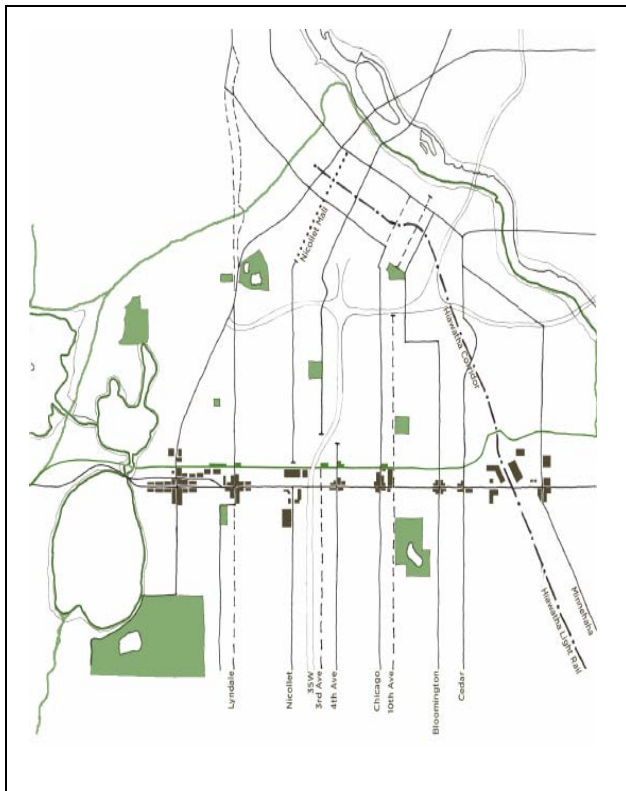 Nicollet Mall
Hiawatha Corridor
Lyndale
Nicollet
35W
3rd Ave
4th Ave
Chicago
10th Ave
Bloomington
Cedar
Hiawatha Light Rail
Minnehaha